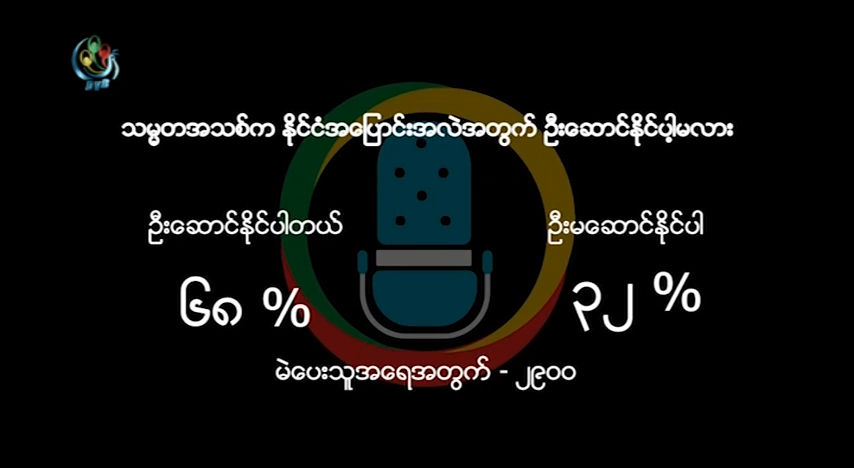 DVB
သမ္မတအသစ်က နိုင်ငံအပြောင်းအလဲအတွက် ဦးဆောင်နိုင်ပါ့မလား
ဦးဆောင်နိုင်ပါတယ် ဦးမဆောင်နိုင်ပါ
၆၈ % ၃၂ %
မဲပေးသူအရေအတွက် - ၂၉၀၀